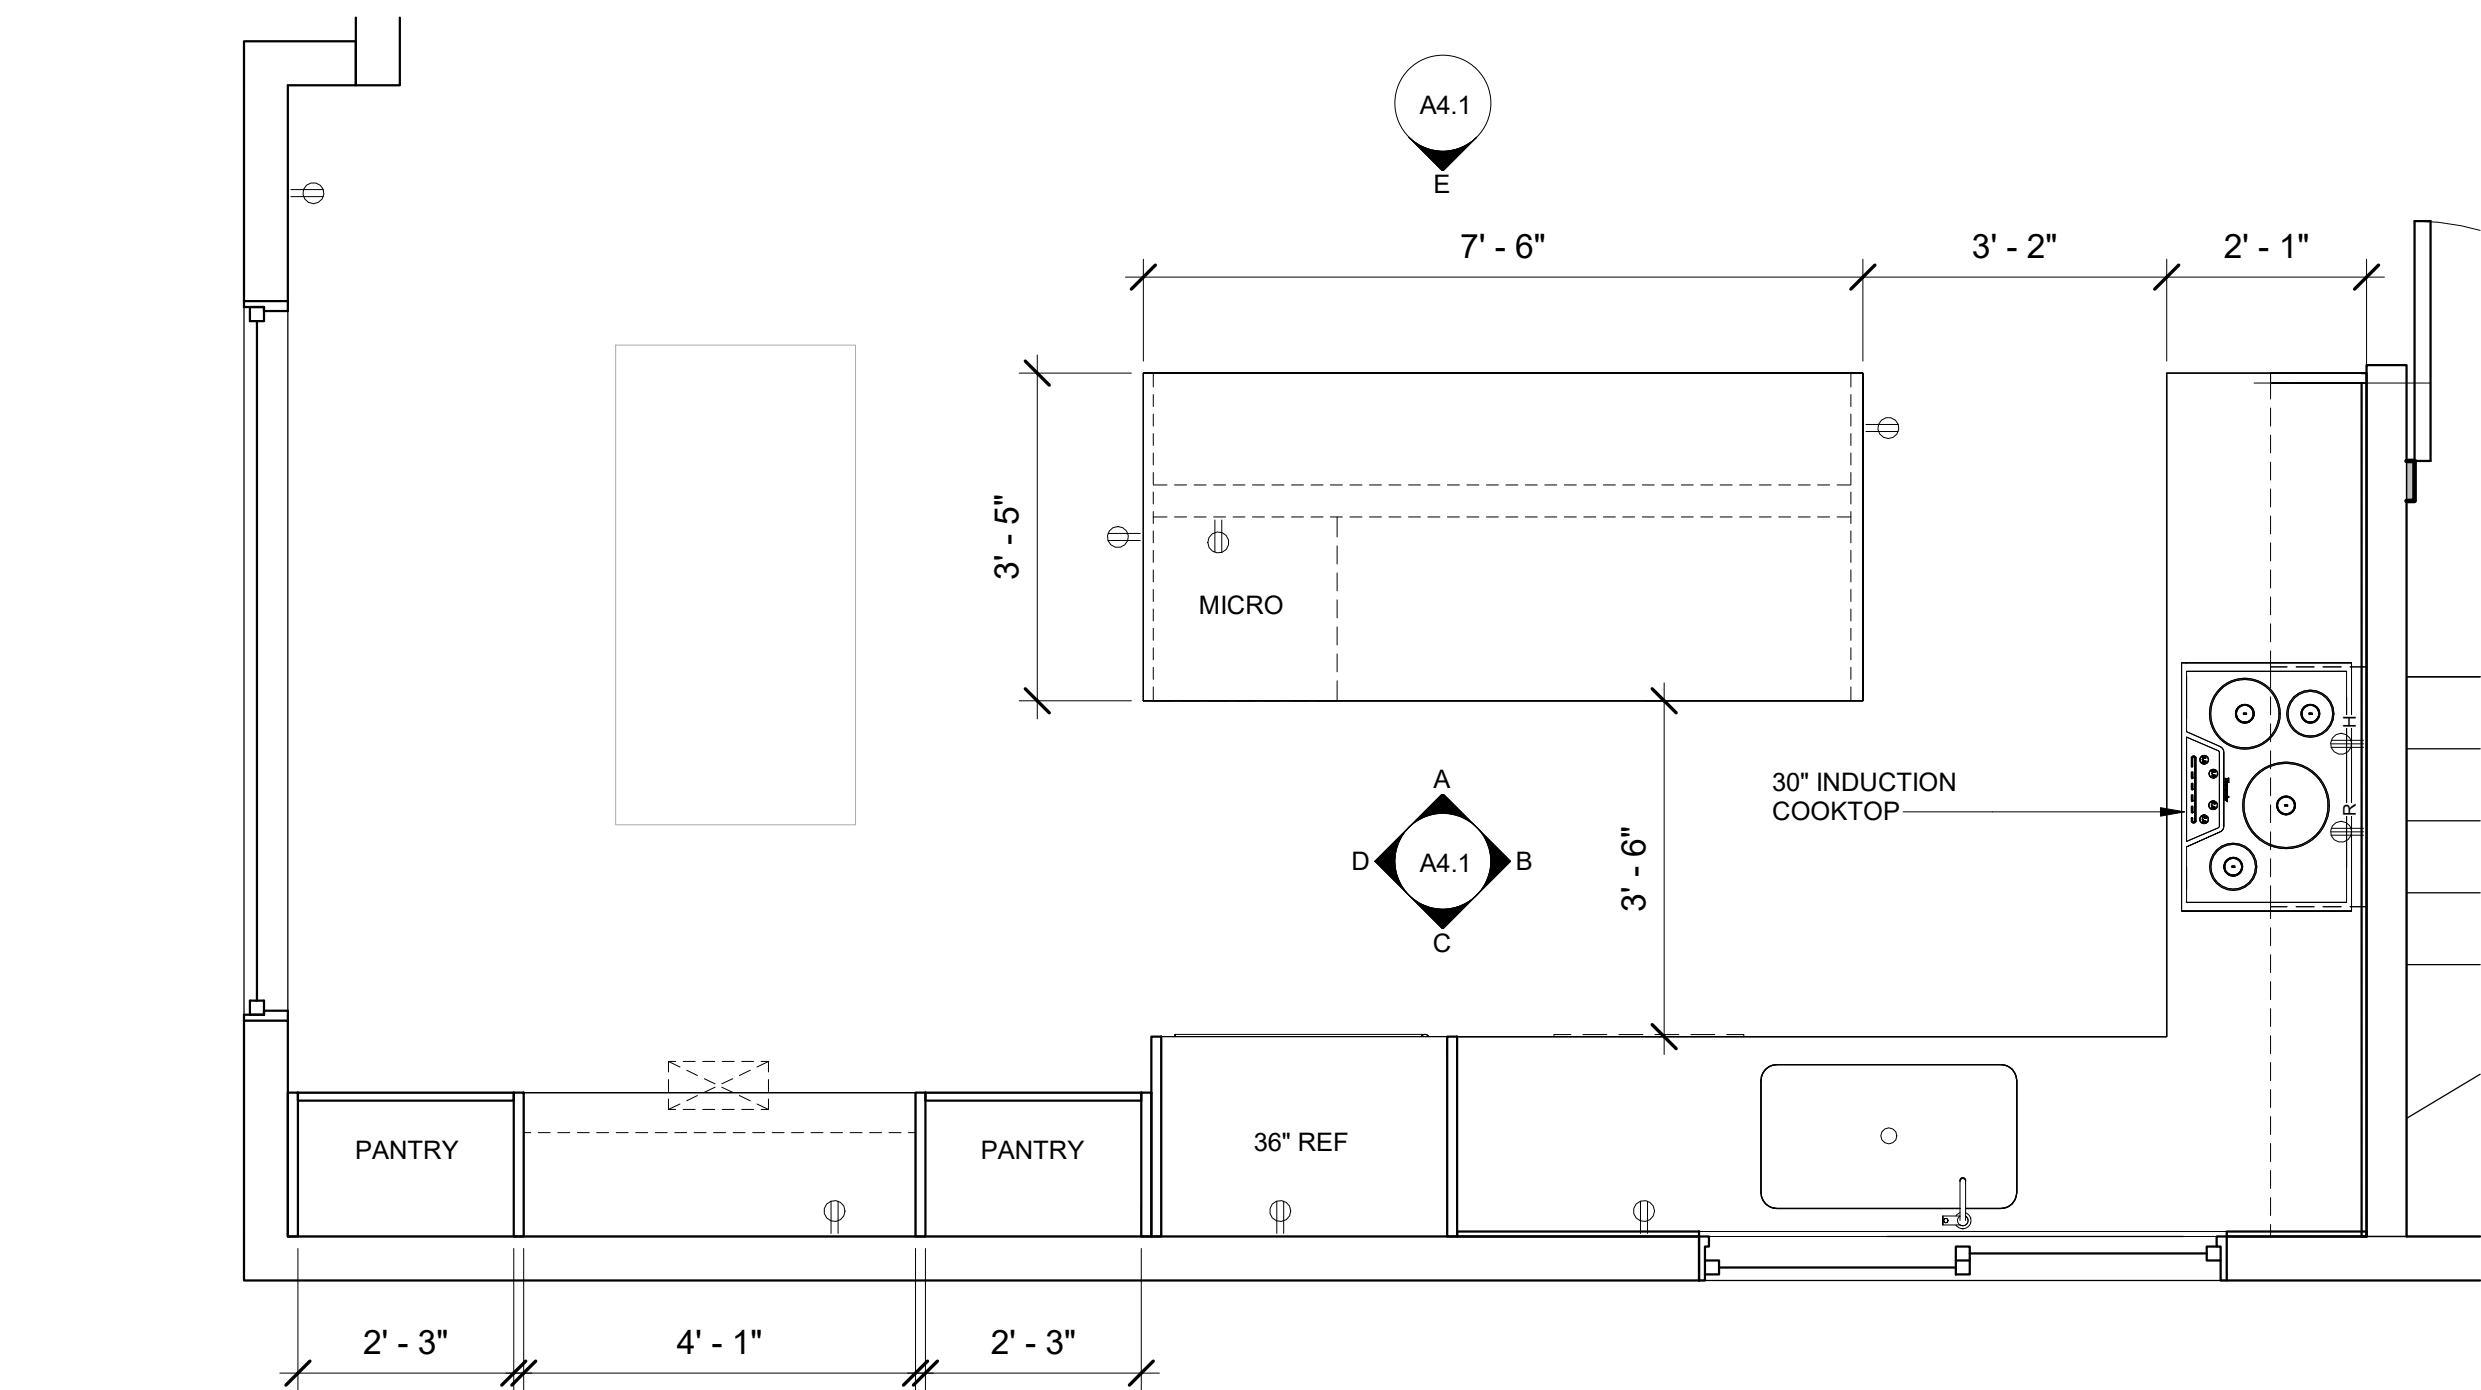 A4.1
E
7' - 6"
3' - 2"
2' - 1"
3' - 5"
MICRO
H
30" INDUCTION
COOKTOP
R
A
D
A4.1
B
C
3' - 6"
PANTRY
PANTRY
36" REF
2' - 3"
4' - 1"
2' - 3"